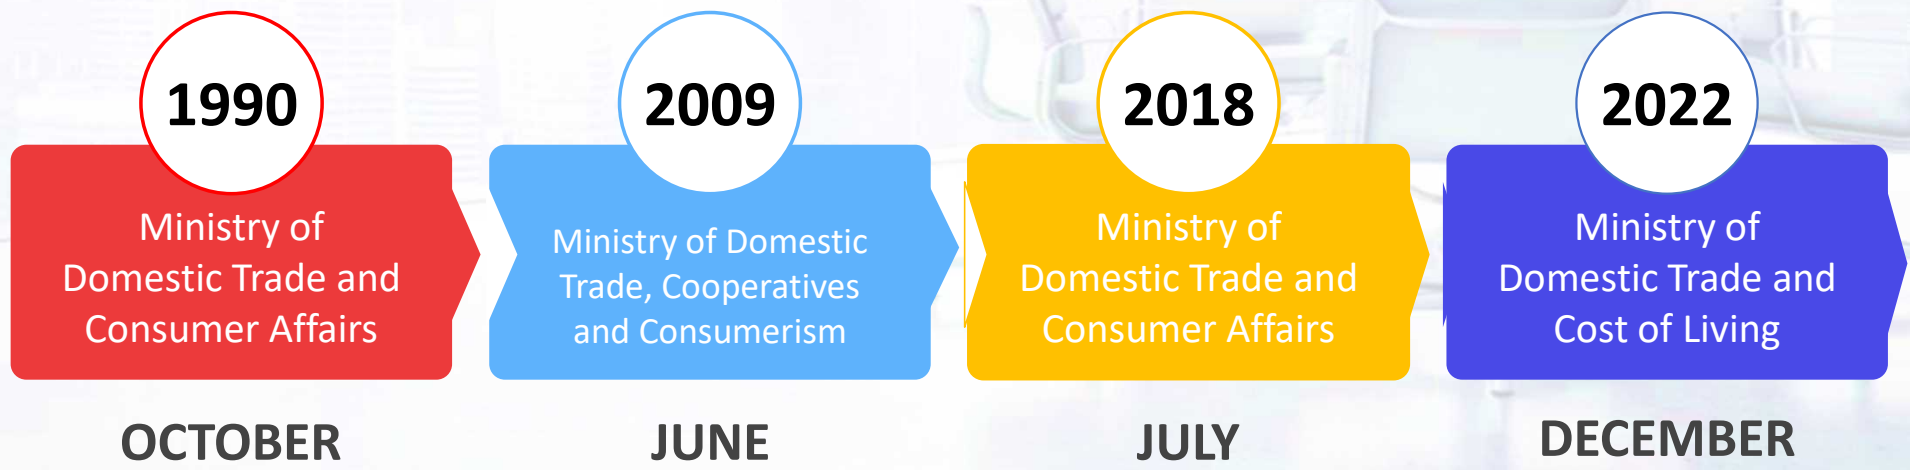 1990
Ministry of
Domestic Trade and
Consumer Affairs
OCTOBER
2009
Ministry of Domestic
Trade, Cooperatives
and Consumerism
JUNE
2018
Ministry of
Domestic Trade and
Consumer Affairs
JULY
2022
Ministry of
Domestic Trade and
Cost of Living
DECEMBER